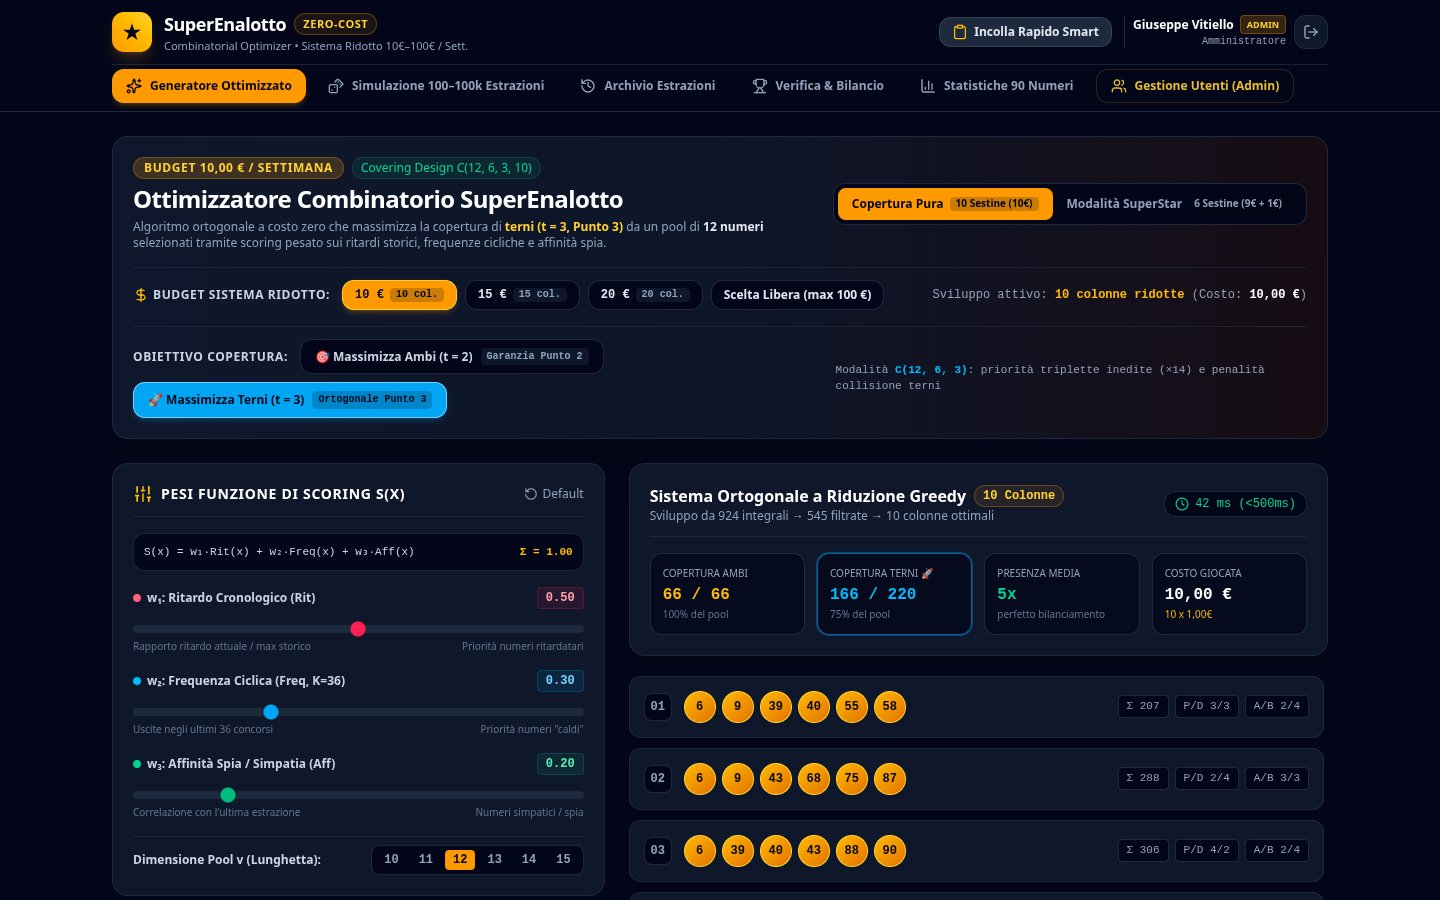 SuperEnalotto ZERO-COST
Combinatorial Optimizer • Sistema Ridotto 10€–100€ / Sett.
Incolla Rapido Smart
Giuseppe Vitiello ADMIN
Amministratore
Generatore Ottimizzato
Simulazione 100–100k Estrazioni
Archivio Estrazioni
Verifica & Bilancio
Statistiche 90 Numeri
Gestione Utenti (Admin)
BUDGET 10,00 € / SETTIMANA
Covering Design C(12, 6, 3, 10)
Ottimizzatore Combinatorio SuperEnalotto
Algoritmo ortogonale a costo zero che massimizza la copertura di terni (t = 3, Punto 3) da un pool di 12 numeri
selezionati tramite scoring pesato sui ritardi storici, frequenze cicliche e affinità spia.
Copertura Pura 10 Sestine (10€)
Modalità SuperStar 6 Sestine (9€ + 1€)
BUDGET SISTEMA RIDOTTO:
10 € 10 col.
15 € 15 col.
20 € 20 col.
Scelta Libera (max 100 €)
Sviluppo attivo: 10 colonne ridotte (Costo: 10,00 €)
OBIETTIVO COPERTURA:
🎯 Massimizza Ambi (t = 2) Garanzia Punto 2
🚀 Massimizza Terni (t = 3) Ortogonale Punto 3
Modalità C(12, 6, 3): priorità triplette inedite (×14) e penalità
collisione terni
PESI FUNZIONE DI SCORING S(X)
Default
S(x) = w₁·Rit(x) + w₂·Freq(x) + w₃·Aff(x)
Σ = 1.00
w₁: Ritardo Cronologico (Rit)
0.50
Rapporto ritardo attuale / max storico
Priorità numeri ritardatari
w₂: Frequenza Ciclica (Freq, K=36)
0.30
Uscite negli ultimi 36 concorsi
Priorità numeri "caldi"
w₃: Affinità Spia / Simpatia (Aff)
0.20
Correlazione con l'ultima estrazione
Numeri simpatici / spia
Dimensione Pool v (Lunghetta):
10 11 12 13 14 15
Sistema Ortogonale a Riduzione Greedy 10 Colonne
Sviluppo da 924 integrali → 545 filtrate → 10 colonne ottimali
42 ms (<500ms)
COPERTURA AMBI
66 / 66
100% del pool
COPERTURA TERNI 🚀
166 / 220
75% del pool
PRESENZA MEDIA
5x
perfetto bilanciamento
COSTO GIOCATA
10,00 €
10 x 1,00€
01 6 9 39 40 55 58 Σ 207 P/D 3/3 A/B 2/4
02 6 9 43 68 75 87 Σ 288 P/D 2/4 A/B 3/3
03 6 39 40 43 88 90 Σ 306 P/D 4/2 A/B 2/4